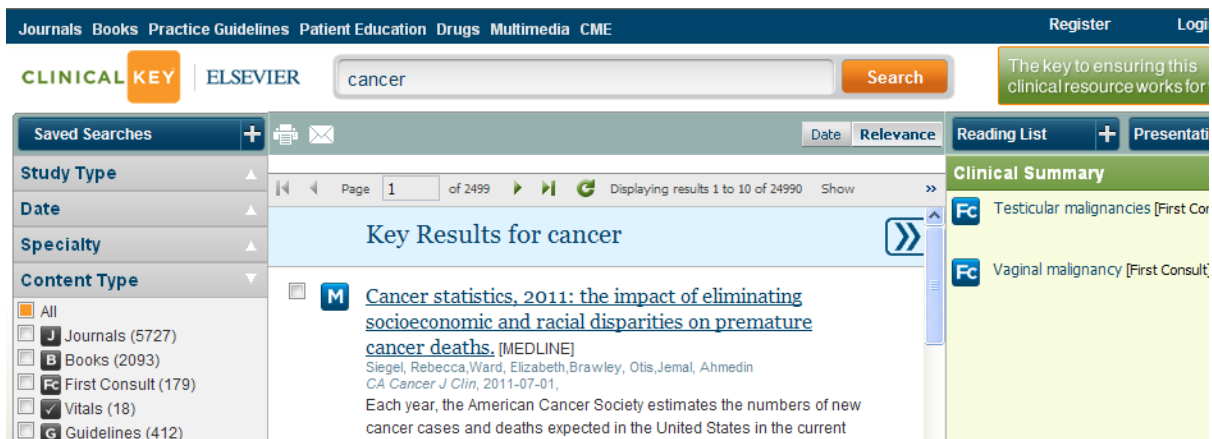 Journals Books Practice Guidelines Patient Education Drugs Multimedia CME
Register
CLINICAL KEY
ELSEVIER
cancer
Search
The key to ensuring this
clinical resource works for
Saved Searches +
Date Relevance
Reading List +
Study Type
Date
Specialty
Content Type
All
J Journals (5727)
B Books (2093)
Fc First Consult (179)
Vitals (18)
G Guidelines (412)
Page 1 of 2499 Displaying results 1 to 10 of 24990 Show »
Key Results for cancer
M Cancer statistics, 2011: the impact of eliminating
socioeconomic and racial disparities on premature
cancer deaths. [MEDLINE]
Siegel, Rebecca,Ward, Elizabeth,Brawley, Otis,Jemal, Ahmedin
CA Cancer J Clin, 2011-07-01,
Each year, the American Cancer Society estimates the numbers of new
cancer cases and deaths expected in the United States in the current
Clinical Summary
Fc Testicular malignancies [First
Fc Vaginal malignancy [First Consult]